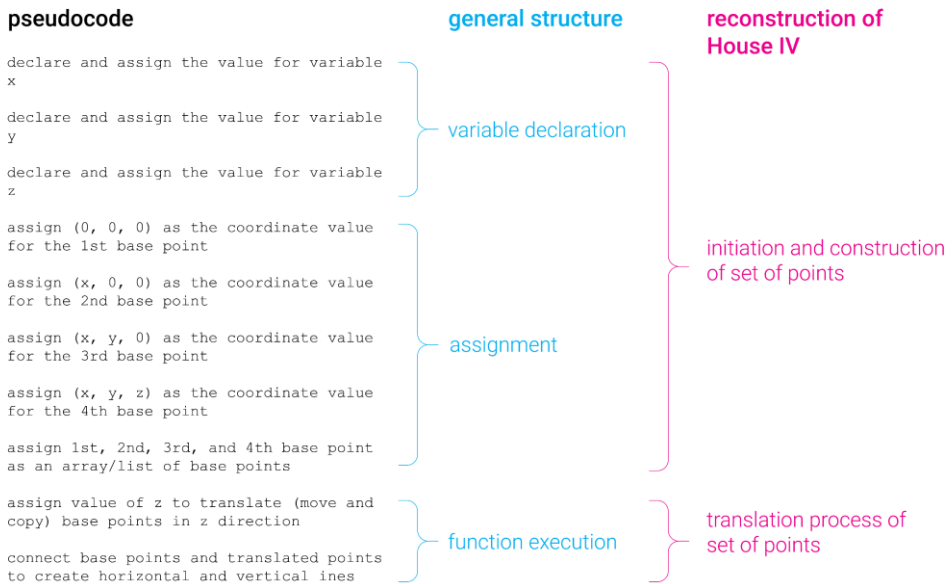 pseudocode
general structure
reconstruction of
House IV
declare and assign the value for variable
x
declare and assign the value for variable
y
declare and assign the value for variable
z
variable declaration
assign (0, 0, 0) as the coordinate value
for the 1st base point
assign (x, 0, 0) as the coordinate value
for the 2nd base point
assign (x, y, 0) as the coordinate value
for the 3rd base point
assign (x, y, z) as the coordinate value
for the 4th base point
assign 1st, 2nd, 3rd, and 4th base point
as an array/list of base points
assignment
initiation and construction
of set of points
assign value of z to translate (move and
copy) base points in z direction
connect base points and translated points
to create horizontal and vertical ines
function execution
translation process of
set of points